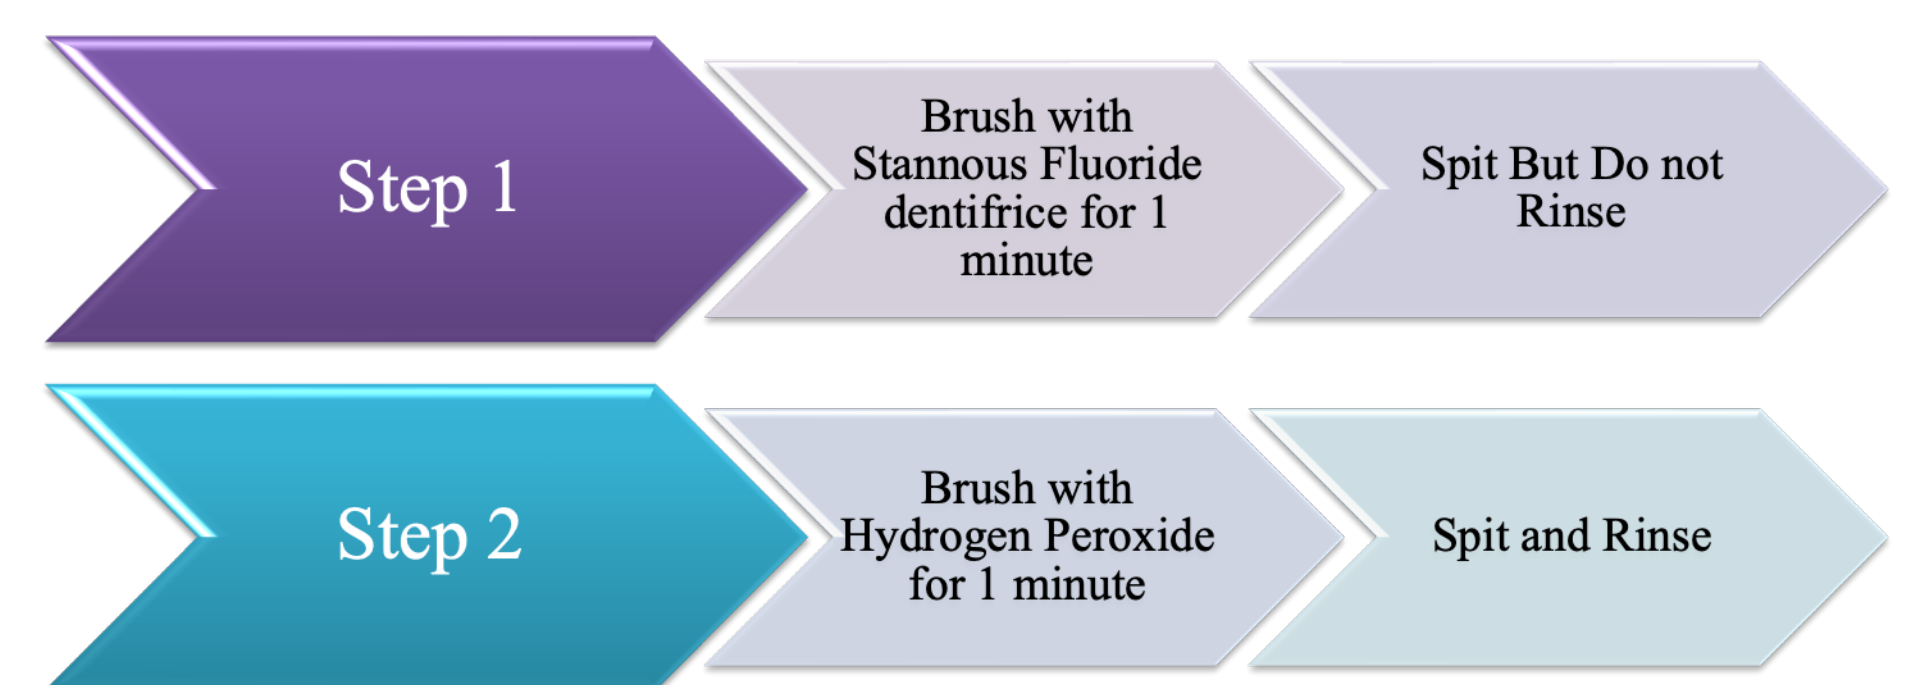 Step 1
Brush with
Stannous Fluoride
dentifrice for 1
minute
Spit But Do not
Rinse
Step 2
Brush with
Hydrogen Peroxide
for 1 minute
Spit and Rinse